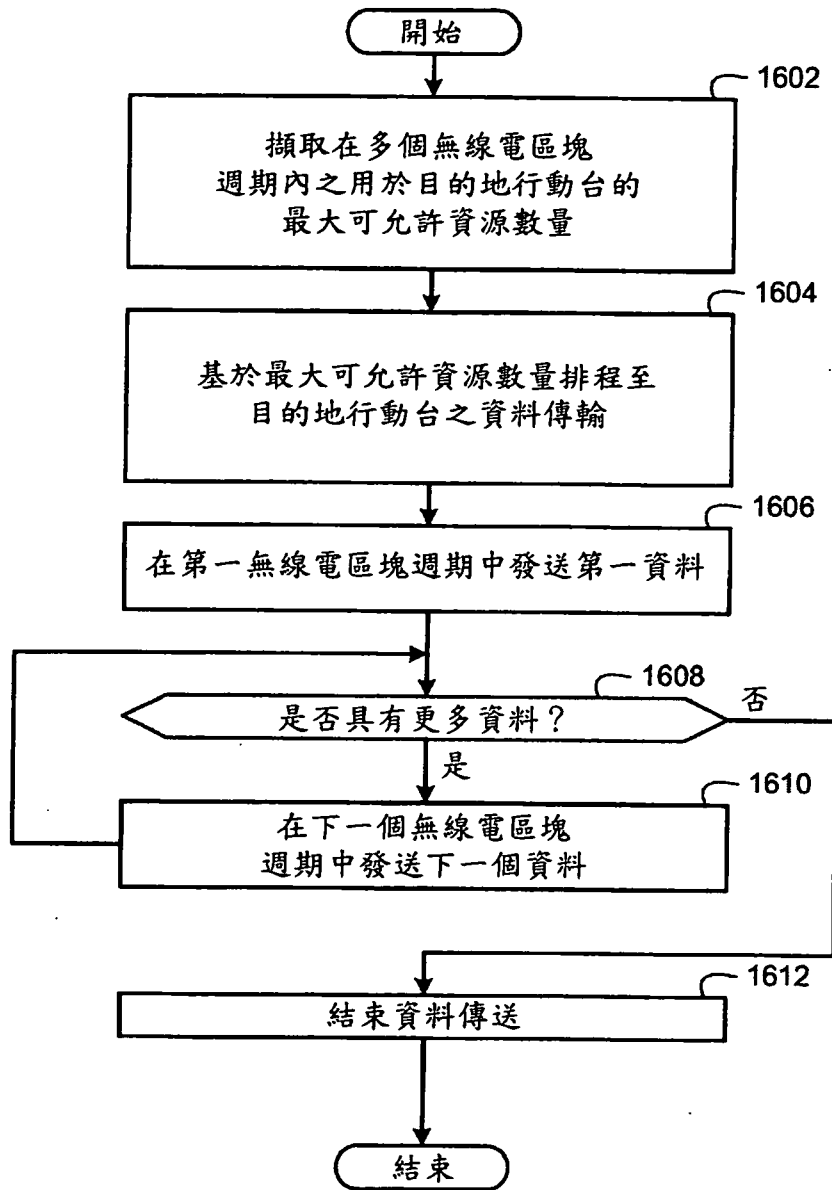 開始
1602
擷取在多個無線電區塊
週期內之用於目的地行動台的
最大可允許資源數量
1604
基於最大可允許資源數量排程至
目的地行動台之資料傳輸
1606
在第一無線電區塊週期中發送第一資料
1608
是否具有更多資料？
否
是
1610
在下一個無線電區塊
週期中發送下一個資料
1612
結束資料傳送
結束